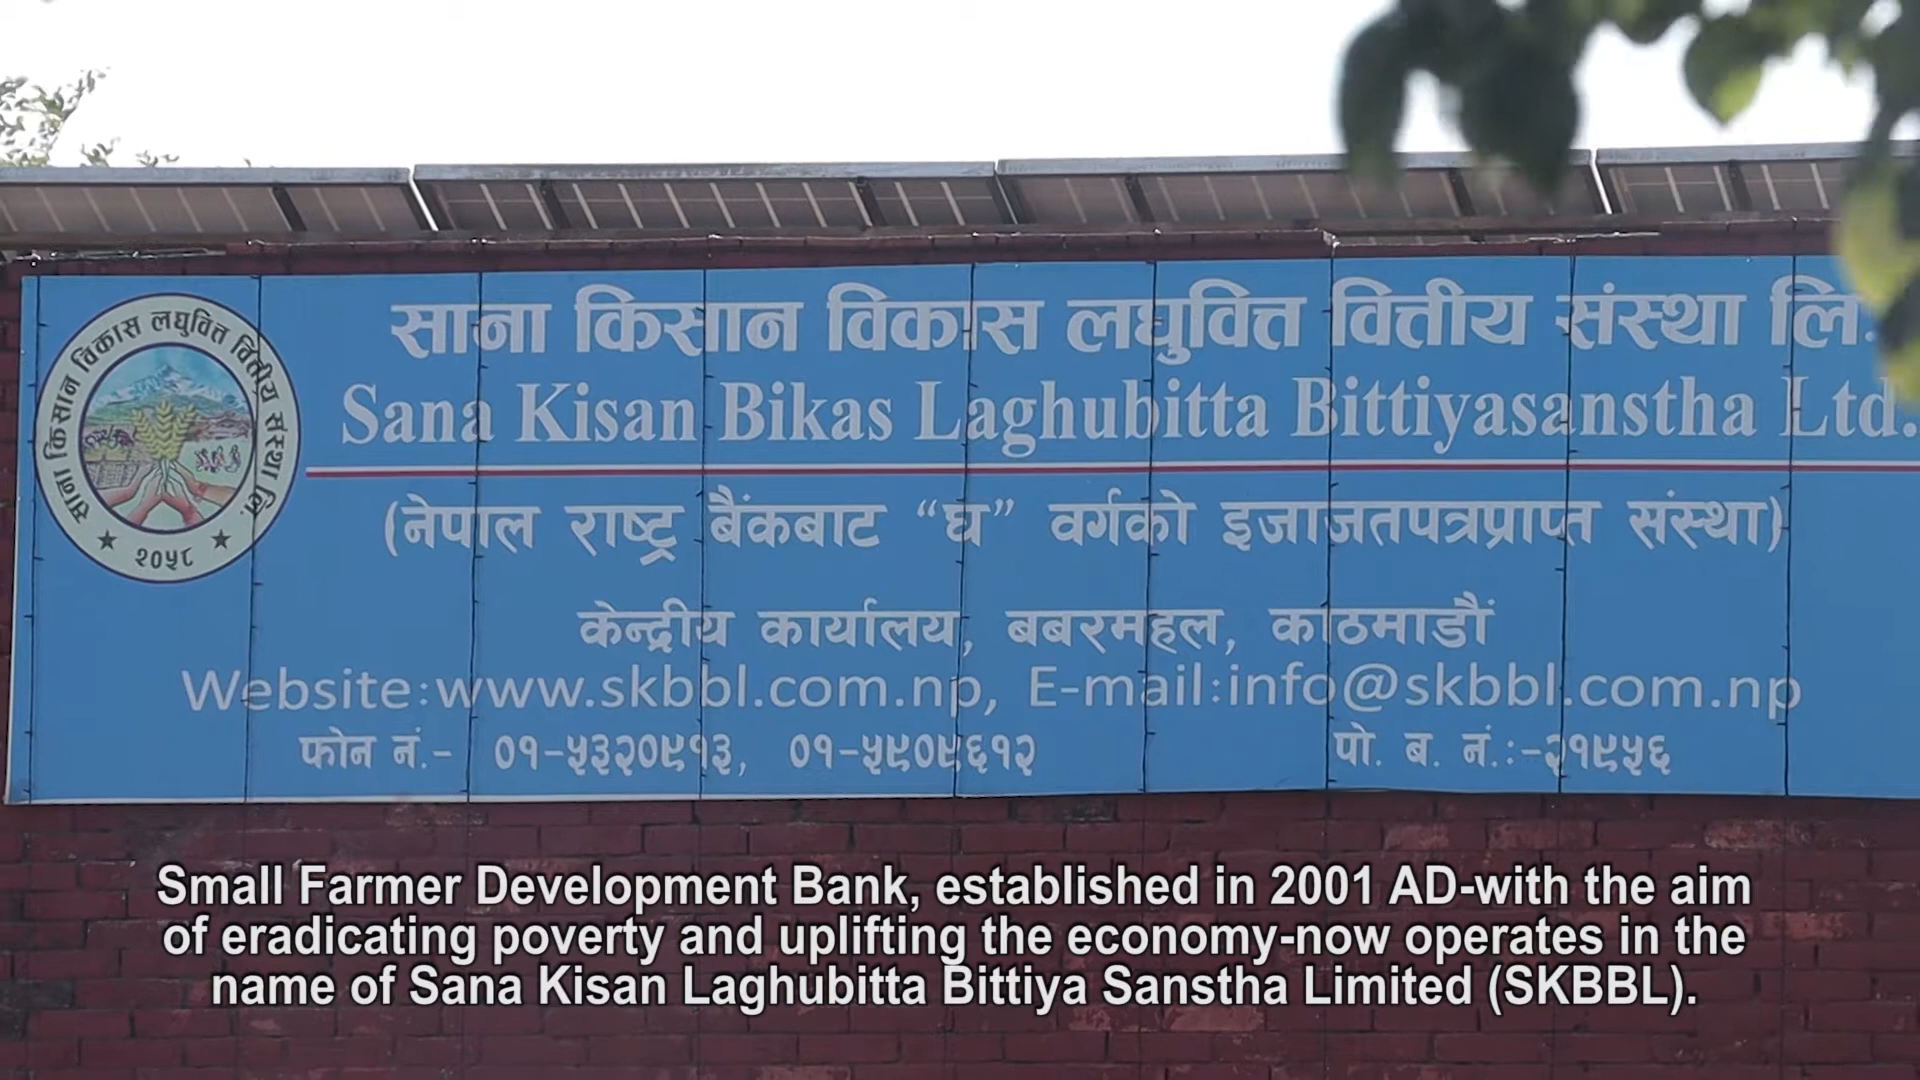 साना किसान विकास लघुवित्त वित्तीय संस्था लि.
२०५८
साना किसान विकास लघुवित्त वित्तीय संस्था लि.
Sana Kisan Bikas Laghubitta Bittiyasanstha Ltd.
(नेपाल राष्ट्र बैंकबाट “घ” वर्गको इजाजतपत्रप्राप्त संस्था)
केन्द्रीय कार्यालय, बबरमहल, काठमाडौं
Website:www.skbbl.com.np, E-mail:info@skbbl.com.np
फोन नं.- ०१-५३२०९१३, ०१-५९०९६१२ पो. ब. नं.:-२१९५६
Small Farmer Development Bank, established in 2001 AD-with the aim
of eradicating poverty and uplifting the economy-now operates in the
name of Sana Kisan Laghubitta Bittiya Sanstha Limited (SKBBL).